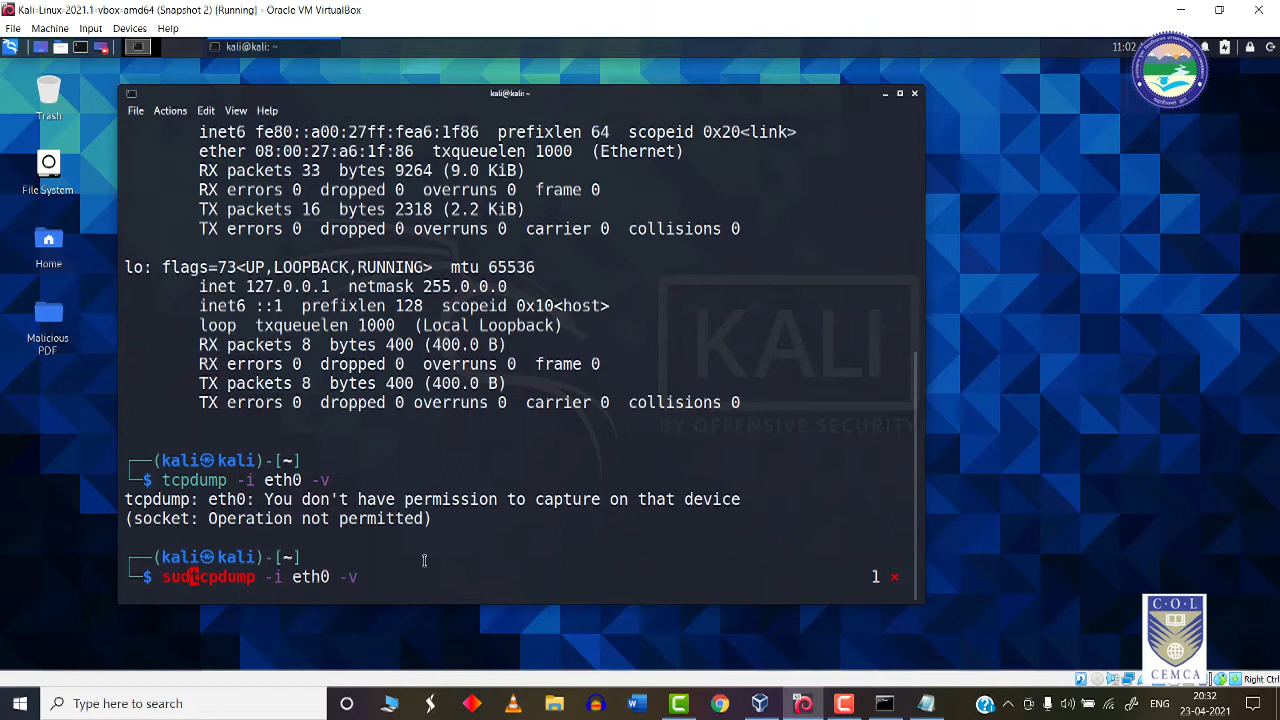 Kali-Linux-2021.1-vbox-amd64 (Snapshot 2) [Running] - Oracle VM VirtualBox
File Machine Input Devices Help
kali@kali: ~
11:02
Trash
File System
Home
Malicious
PDF
kali@kali: ~
File Actions Edit View Help
inet6 fe80::a00:27ff:fea6:1f86 prefixlen 64 scopeid 0x20<link>
ether 08:00:27:a6:1f:86 txqueuelen 1000 (Ethernet)
RX packets 33 bytes 9264 (9.0 KiB)
RX errors 0 dropped 0 overruns 0 frame 0
TX packets 16 bytes 2318 (2.2 KiB)
TX errors 0 dropped 0 overruns 0 carrier 0 collisions 0
lo: flags=73<UP,LOOPBACK,RUNNING> mtu 65536
inet 127.0.0.1 netmask 255.0.0.0
inet6 ::1 prefixlen 128 scopeid 0x10<host>
loop txqueuelen 1000 (Local Loopback)
RX packets 8 bytes 400 (400.0 B)
RX errors 0 dropped 0 overruns 0 frame 0
TX packets 8 bytes 400 (400.0 B)
TX errors 0 dropped 0 overruns 0 carrier 0 collisions 0
KALI
BY OFFENSIVE SECURITY
(kali㉿kali)-[~]
$ tcpdump -i eth0 -v
tcpdump: eth0: You don't have permission to capture on that device
(socket: Operation not permitted)
(kali㉿kali)-[~]
$ sudtcpdump -i eth0 -v 1 ×
C·O·L
CEMCA
Right Ctrl
Type here to search
20:32
23-04-2021